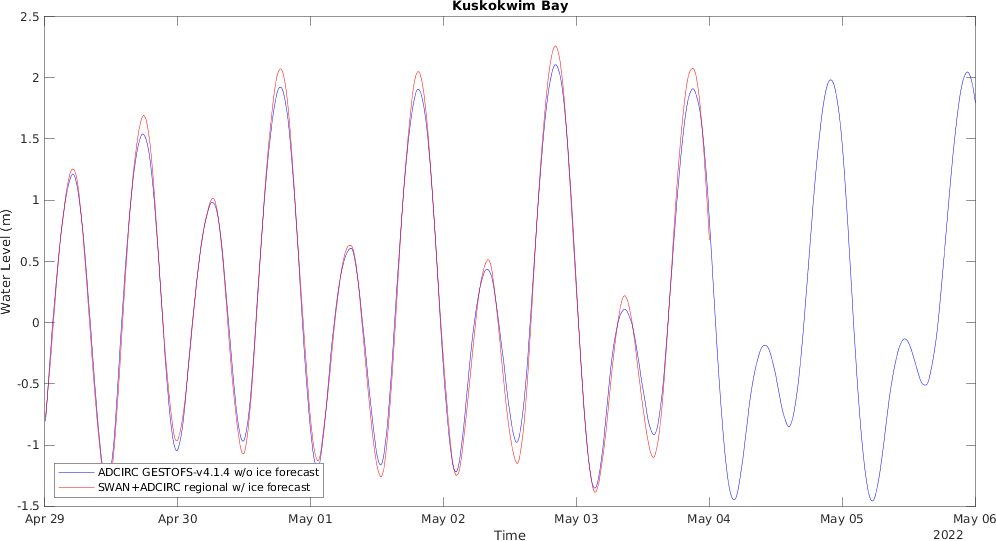 Kuskokwim Bay
2.5
2
1.5
1
0.5
0
-0.5
-1
-1.5
Water Level (m)
ADCIRC GESTOFS-v4.1.4 w/o ice forecast
SWAN+ADCIRC regional w/ ice forecast
Apr 29 Apr 30 May 01 May 02 May 03 May 04 May 05 May 06
Time 2022